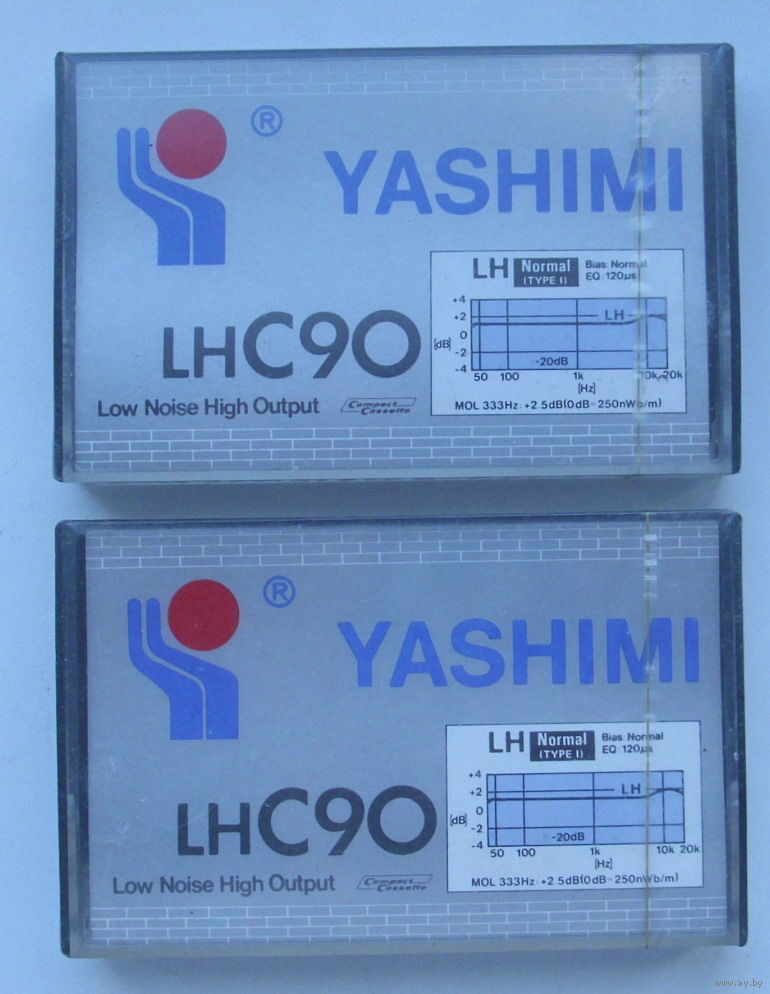 ®
YASHIMI
LH Normal Bias: Normal
(TYPE I) EQ: 120µs
+4
+2
0
[dB]
-2
-4
LH
-20dB
50 100 1k 10k 20k
[Hz]
MOL 333Hz: +2.5dB(0dB=250nWb/m)
LHC90
Low Noise High Output Compact Cassette
®
YASHIMI
LH Normal Bias: Normal
(TYPE I) EQ: 120µs
+4
+2
0
[dB]
-2
-4
LH
-20dB
50 100 1k 10k 20k
[Hz]
MOL 333Hz: +2.5dB(0dB=250nWb/m)
LHC90
Low Noise High Output Compact Cassette
www.ay.by